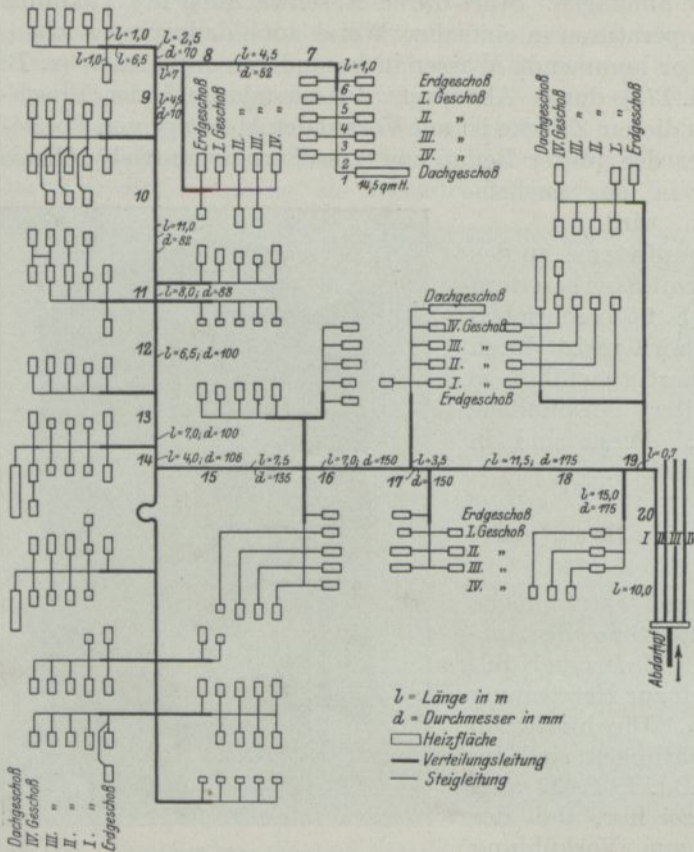 l=1,0
l=2,5
l=1,0
l=6,5
d=70
8
l=4,5
d=52
7
l=1,0
l=7
9
l=4,5
d=70
Erdgeschoß
I. Geschoß
II. "
III. "
IV. "
6
5
4
3
2
1
Erdgeschoß
I. Geschoß
II. "
III. "
IV. "
Dachgeschoß
14,5 qm H.
Dachgeschoß
IV. Geschoß
III. "
II. "
I. "
Erdgeschoß
10
l=11,0
d=82
11
l=8,0; d=88
12
l=6,5; d=100
13
l=7,0; d=100
14
l=4,0; d=106
15
l=7,5
d=135
16
l=7,0; d=150
17
l=3,5
d=150
l=11,5; d=175
18
19
l=0,7
Dachgeschoß
IV. Geschoß
III. "
II. "
I. "
Erdgeschoß
l=15,0
d=175
20
I II III IV
l=10,0
Abdampf
Erdgeschoß
I. Geschoß
II. "
III. "
IV. "
l = Länge in m
d = Durchmesser in mm
Heizfläche
Verteilungsleitung
Steigleitung
Dachgeschoß
IV. Geschoß
III. "
II. "
I. "
Erdgeschoß